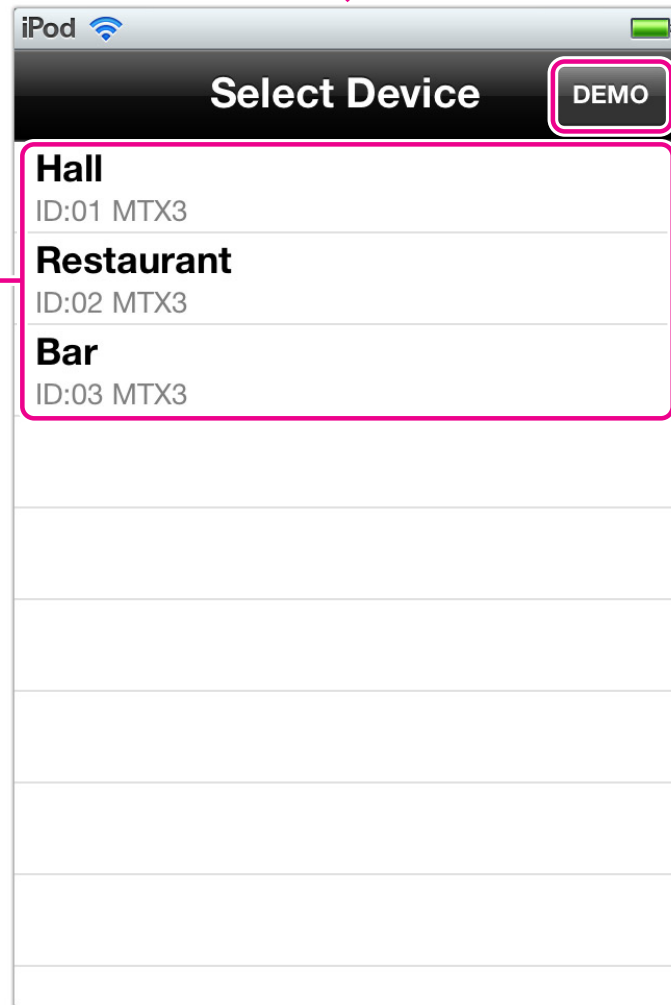 iPod
Select Device
DEMO
Hall
ID:01 MTX3
Restaurant
ID:02 MTX3
Bar
ID:03 MTX3